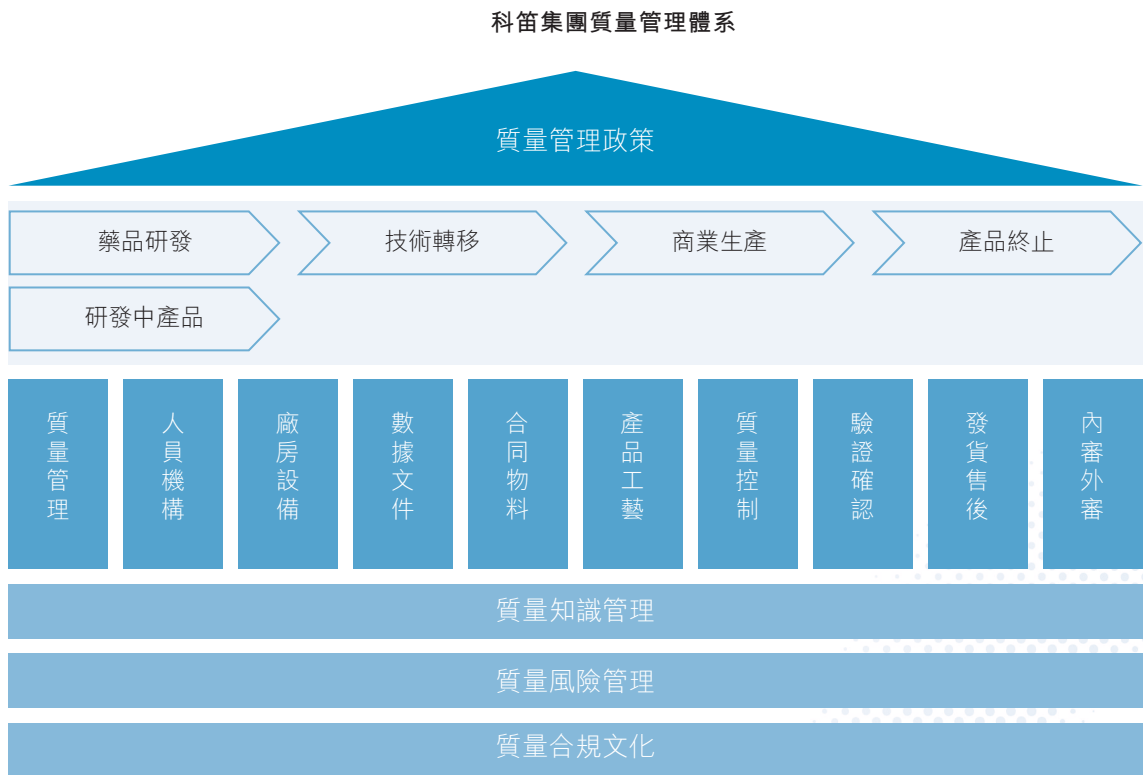 科笛集團質量管理體系
質量管理政策
藥品研發
技術轉移
商業生產
產品終止
研發中產品
質量管理
人員機構
廠房設備
數據文件
合同物料
產品工藝
質量控制
驗證確認
發貨售後
內審外審
質量知識管理
質量風險管理
質量合規文化